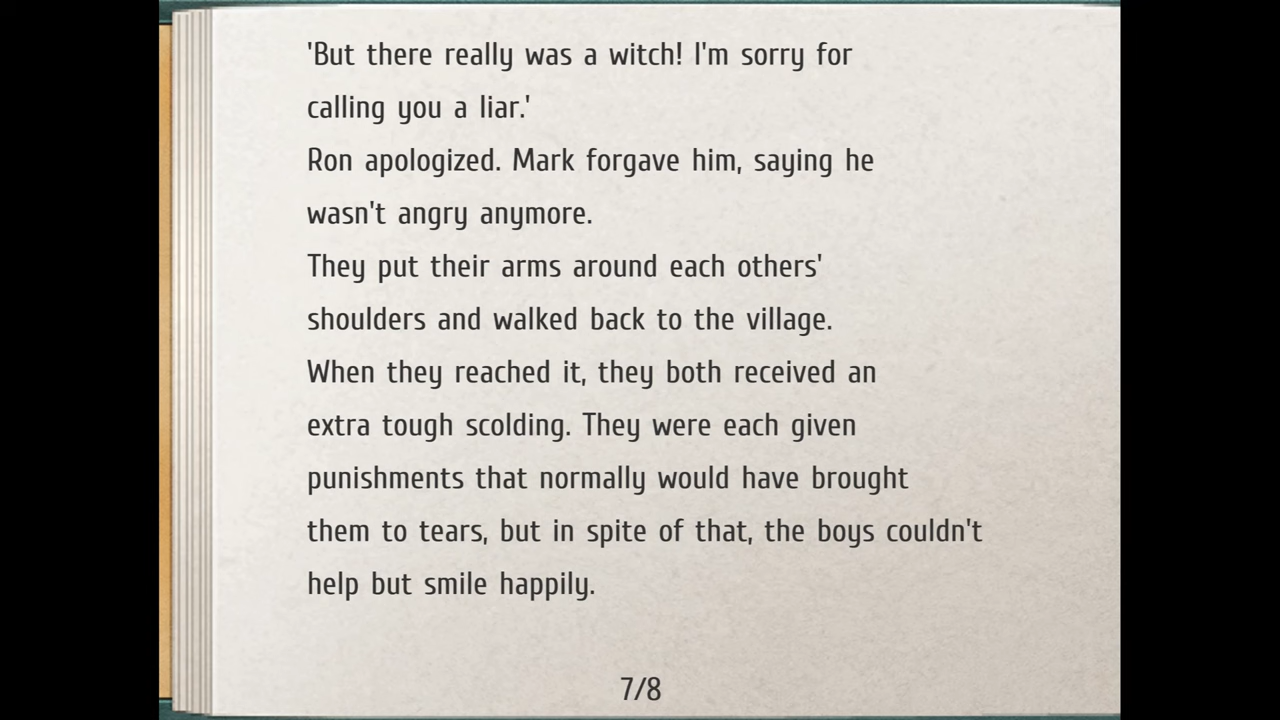 'But there really was a witch! I'm sorry for
calling you a liar.'
Ron apologized. Mark forgave him, saying he
wasn't angry anymore.
They put their arms around each others'
shoulders and walked back to the village.
When they reached it, they both received an
extra tough scolding. They were each given
punishments that normally would have brought
them to tears, but in spite of that, the boys couldn't
help but smile happily.
7/8